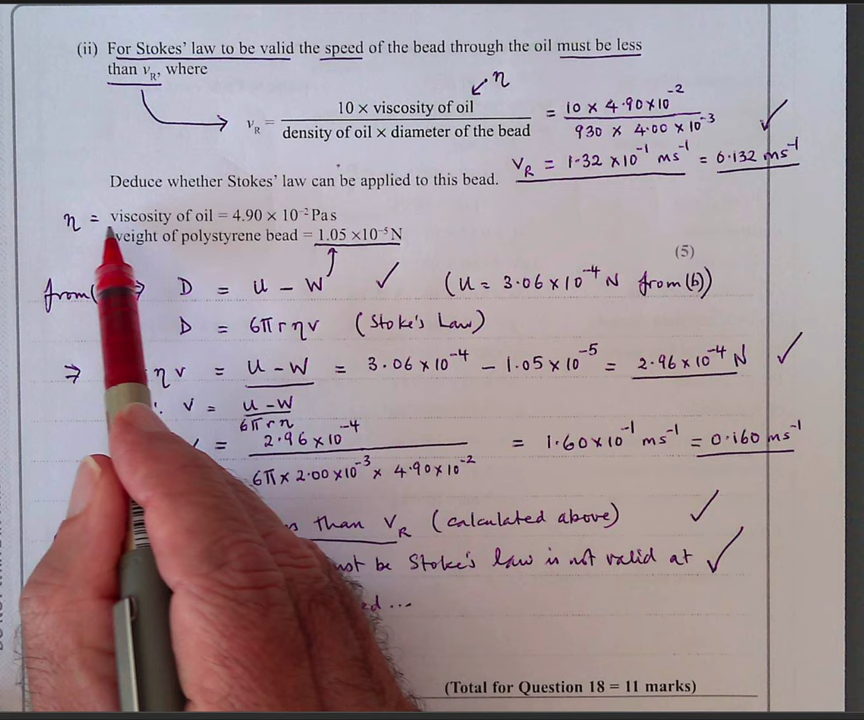 (ii) For Stokes' law to be valid the speed of the bead through the oil must be less
than v_R, where
η
v_R = 10 × viscosity of oil / density of oil × diameter of the bead = 10 × 4.90×10⁻² / 930 × 4.00 ×10⁻³ ✓
V_R = 1.32 ×10⁻¹ ms⁻¹ = 0.132 ms⁻¹
Deduce whether Stokes' law can be applied to this bead.
η = viscosity of oil = 4.90 × 10⁻² Pa s
weight of polystyrene bead = 1.05 ×10⁻⁵ N
(5)
from( ⇒ D = U − W ✓ (U = 3.06×10⁻⁴ N from(b))
D = 6πrηv (Stoke's Law)
⇒ ηv = U − W = 3.06×10⁻⁴ − 1.05×10⁻⁵ = 2.96×10⁻⁴ N ✓
v = U−W / 6πrη
= 2.96×10⁻⁴ / 6π × 2.00×10⁻³ × 4.90×10⁻² = 1.60×10⁻¹ ms⁻¹ = 0.160 ms⁻¹
than V_R (calculated above) ✓
be Stoke's law is not valid at ✓
...
(Total for Question 18 = 11 marks)